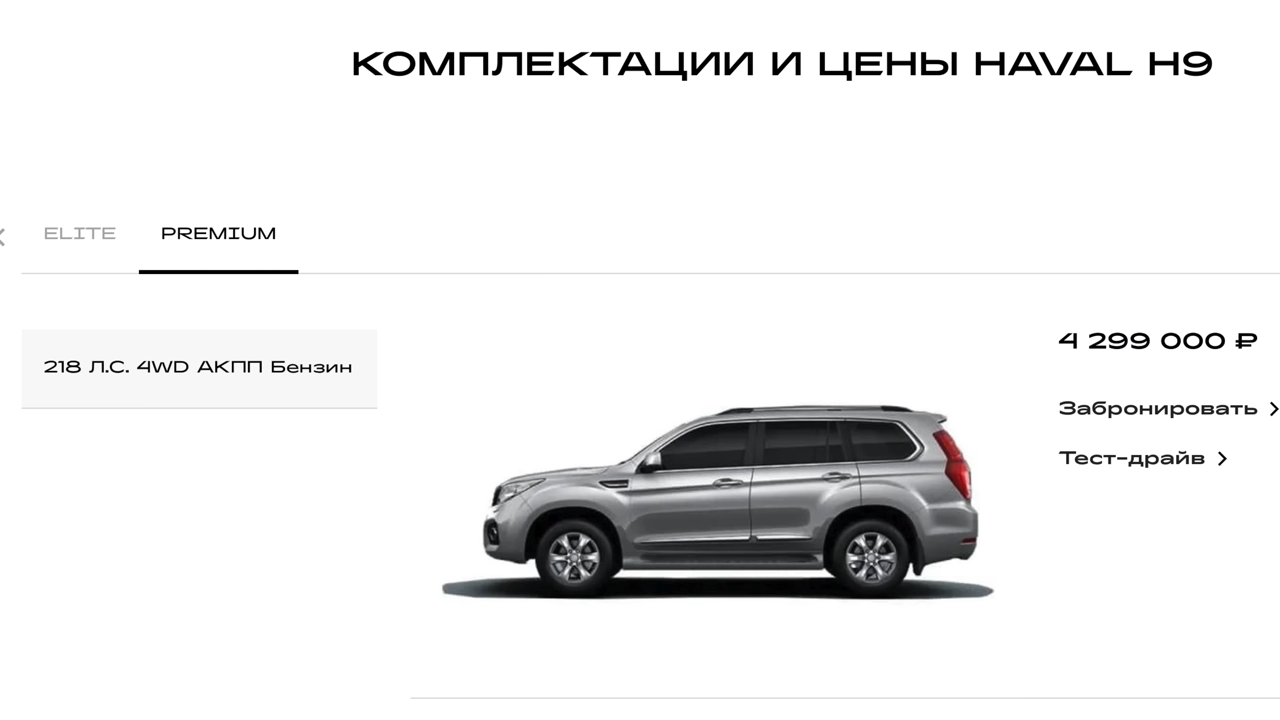 КОМПЛЕКТАЦИИ И ЦЕНЫ HAVAL H9
ELITE PREMIUM
218 Л.С. 4WD АКПП Бензин
4 299 000 ₽
Забронировать
Тест-драйв